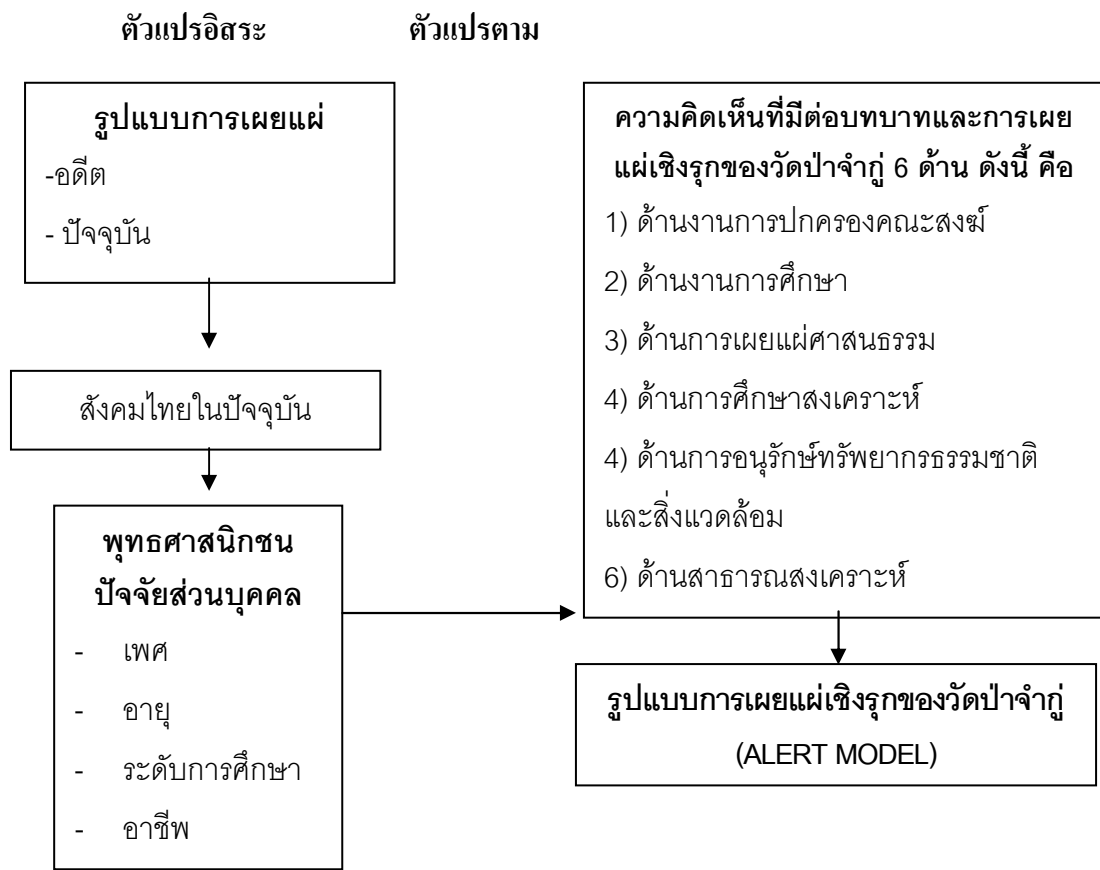 ตัวแปรอิสระ ตัวแปรตาม
รูปแบบการเผยแผ่
-อดีต
- ปัจจุบัน
สังคมไทยในปัจจุบัน
พุทธศาสนิกชน
ปัจจัยส่วนบุคคล
- เพศ
- อายุ
- ระดับการศึกษา
- อาชีพ
ความคิดเห็นที่มีต่อบทบาทและการเผย
แผ่เชิงรุกของวัดป่าจำกู่ 6 ด้าน ดังนี้ คือ
1) ด้านงานการปกครองคณะสงฆ์
2) ด้านงานการศึกษา
3) ด้านการเผยแผ่ศาสนธรรม
4) ด้านการศึกษาสงเคราะห์
4) ด้านการอนุรักษ์ทรัพยากรธรรมชาติ
และสิ่งแวดล้อม
6) ด้านสาธารณสงเคราะห์
รูปแบบการเผยแผ่เชิงรุกของวัดป่าจำกู่
(ALERT MODEL)